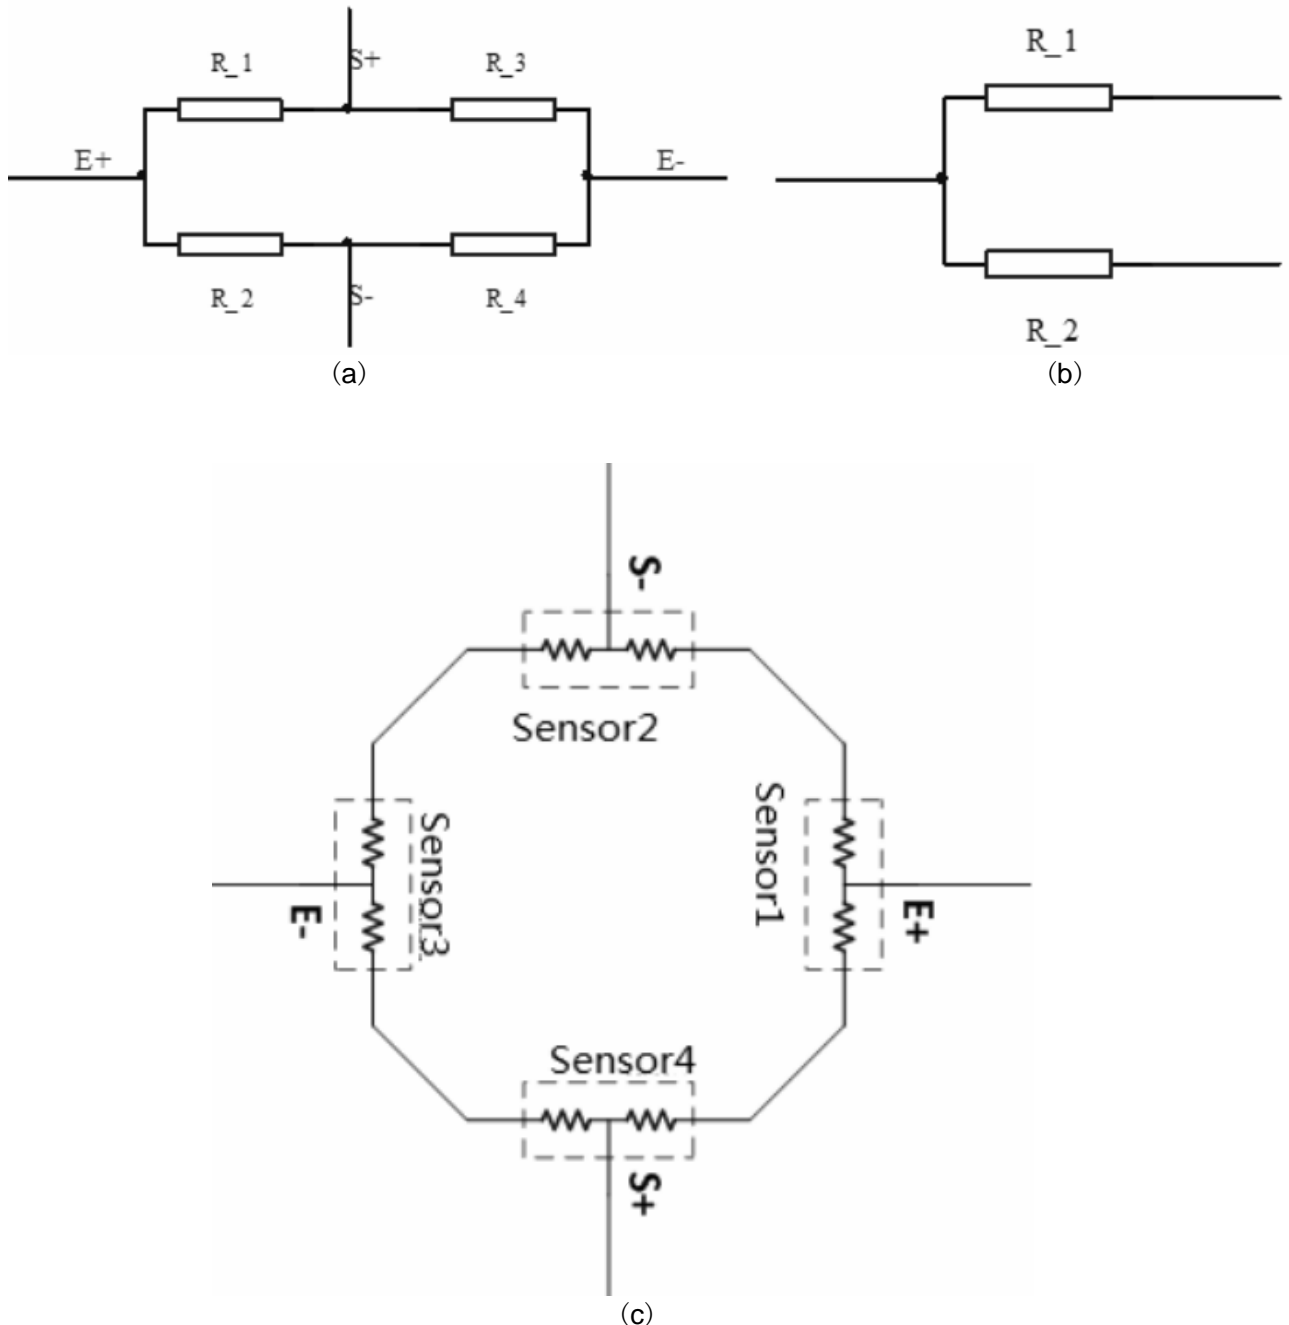 R_1
S+
R_3
E+
E-
R_2
S-
R_4
(a)
R_1
R_2
(b)
S-
Sensor2
Sensor3
Sensor1
E-
E+
Sensor4
S+
(c)